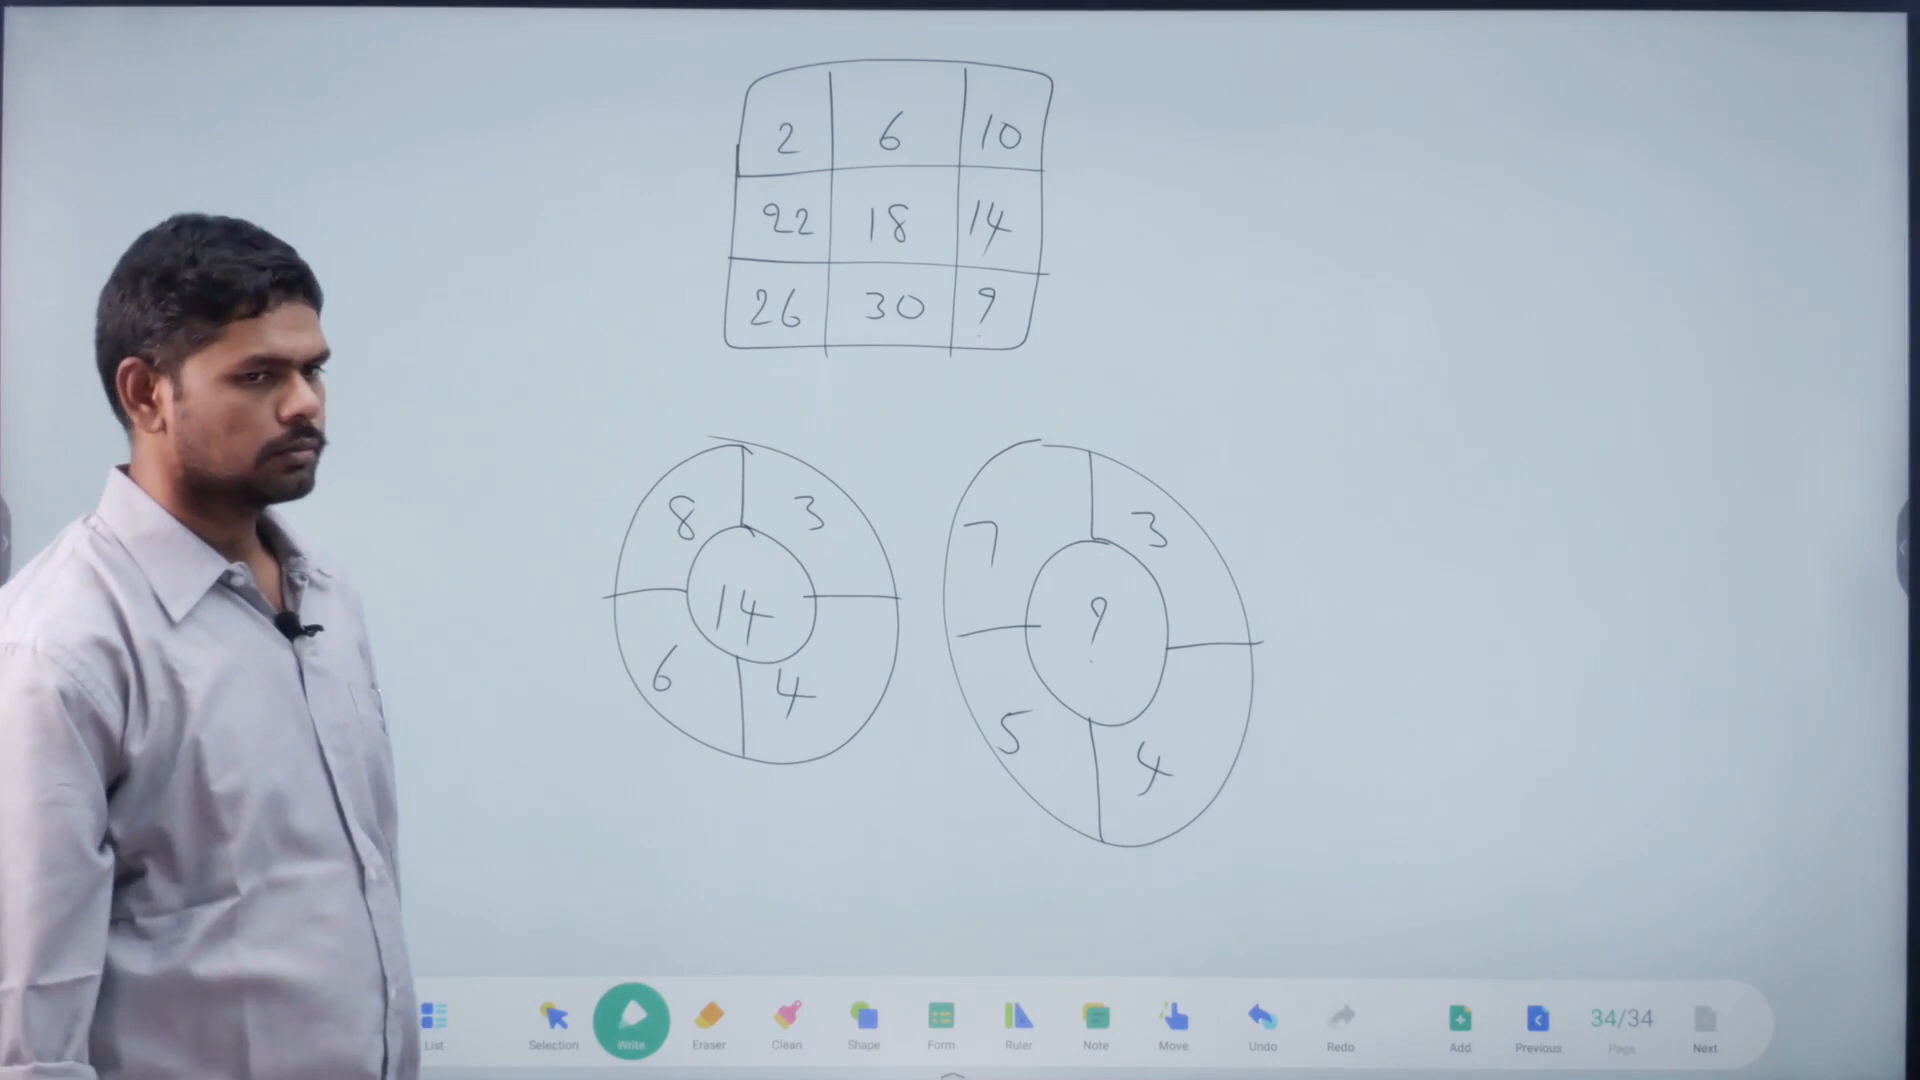 2 6 10
22 18 14
26 30 ?
8 3
14
6 4
7 3
?
5 4
List Selection Write Eraser Clean Shape Form Ruler Note Move Undo Redo Add Previous 34/34 Page Next